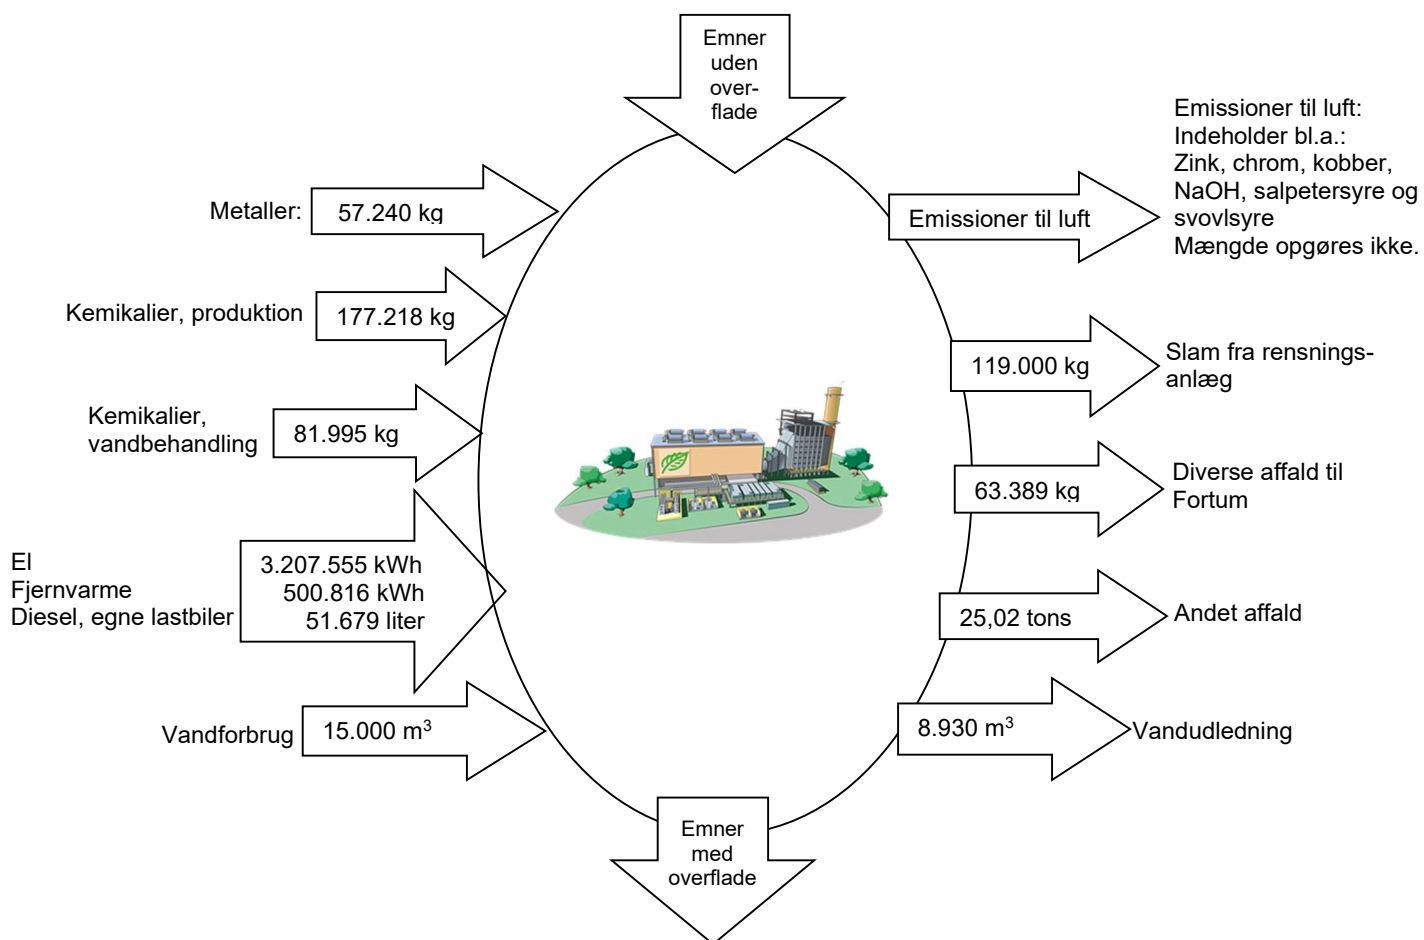 Emner
uden
over-
flade
Metaller:
57.240 kg
Kemikalier, produktion
177.218 kg
Kemikalier,
vandbehandling
81.995 kg
El
Fjernvarme
Diesel, egne lastbiler
3.207.555 kWh
500.816 kWh
51.679 liter
Vandforbrug
15.000 m³
Emissioner til luft
Emissioner til luft:
Indeholder bl.a.:
Zink, chrom, kobber,
NaOH, salpetersyre og
svovlsyre
Mængde opgøres ikke.
119.000 kg
Slam fra rensnings-
anlæg
63.389 kg
Diverse affald til
Fortum
25,02 tons
Andet affald
8.930 m³
Vandudledning
Emner
med
overflade